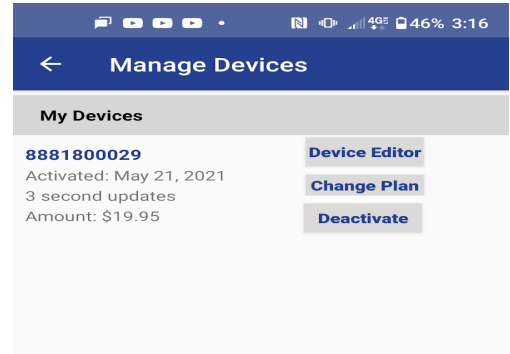 4G 46% 3:16
Manage Devices
My Devices
8881800029
Device Editor
Activated: May 21, 2021
Change Plan
3 second updates
Amount: $19.95
Deactivate